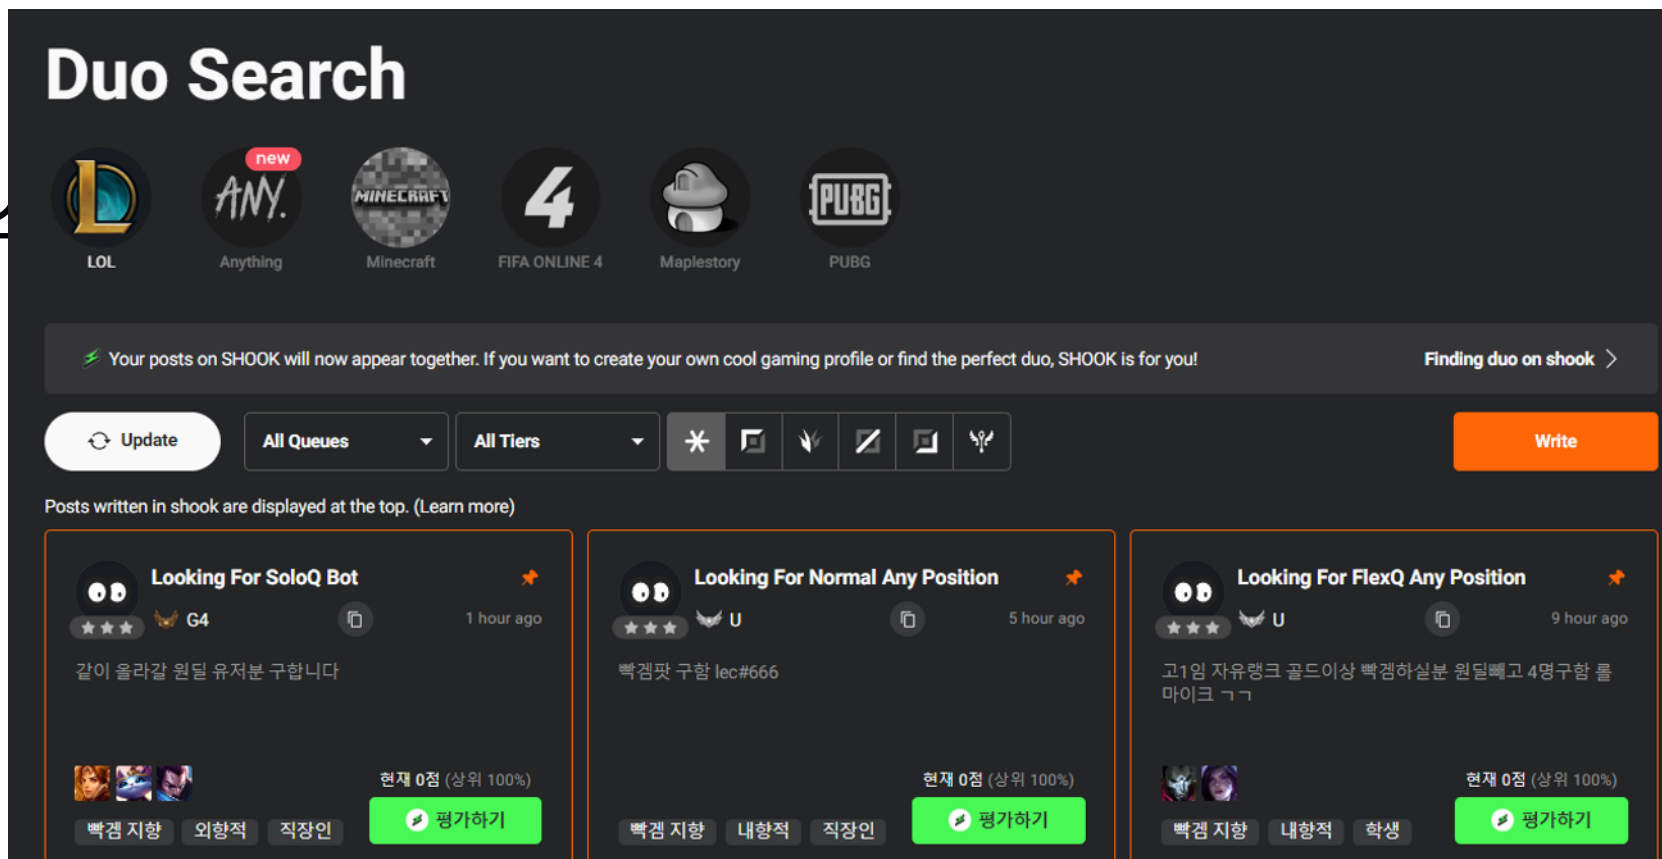 Duo Search
new
ANY.
MINECRAFT
4
PUBG
LOL
Anything
Minecraft
FIFA ONLINE 4
Maplestory
PUBG
Your posts on SHOOK will now appear together. If you want to create your own cool gaming profile or find the perfect duo, SHOOK is for you!
Finding duo on shook
Update
All Queues
All Tiers
Write
Posts written in shook are displayed at the top. (Learn more)
Looking For SoloQ Bot
G4
1 hour ago
같이 올라갈 원딜 유저분 구합니다
현재 0점 (상위 100%)
평가하기
빡겜 지향
외향적
직장인
Looking For Normal Any Position
U
5 hour ago
빡겜팟 구함 lec#666
현재 0점 (상위 100%)
평가하기
빡겜 지향
내향적
직장인
Looking For FlexQ Any Position
U
9 hour ago
고1임 자유랭크 골드이상 빡겜하실분 원딜빼고 4명구함 롤
마이크 ㄱㄱ
현재 0점 (상위 100%)
평가하기
빡겜 지향
내향적
학생